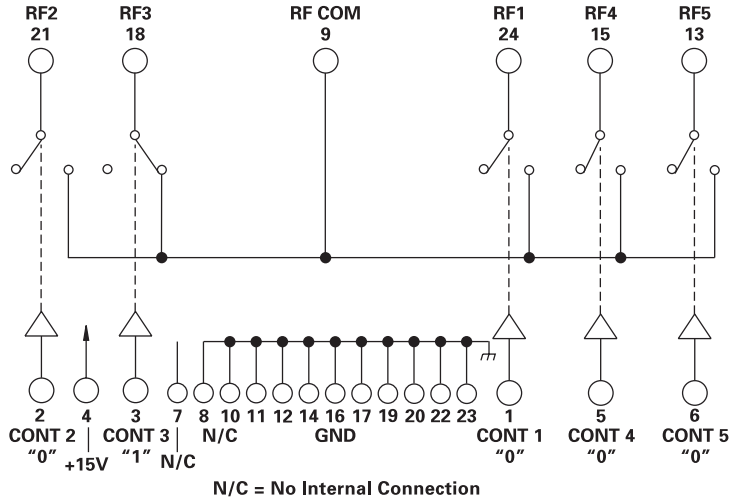 RF2 RF3 RF COM RF1 RF4 RF5
21 18 9 24 15 13
2 4 3 7 8 10 11 12 14 16 17 19 20 22 23 1 5 6
CONT 2 CONT 3 N/C GND CONT 1 CONT 4 CONT 5
"0" "1" "0" "0" "0"
+15V N/C
N/C = No Internal Connection